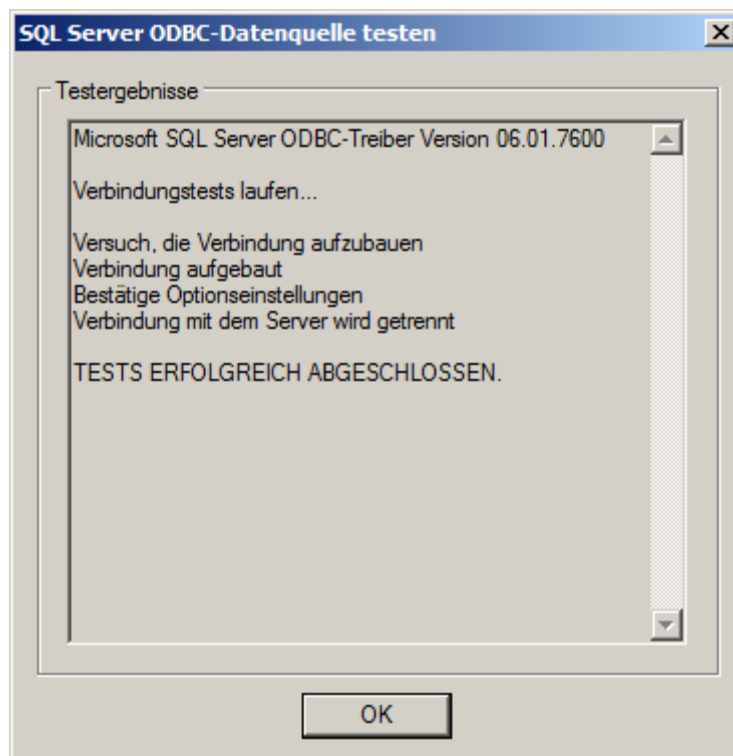 SQL Server ODBC-Datenquelle testen
Testergebnisse
Microsoft SQL Server ODBC-Treiber Version 06.01.7600
Verbindungstests laufen...
Versuch, die Verbindung aufzubauen
Verbindung aufgebaut
Bestätige Optionseinstellungen
Verbindung mit dem Server wird getrennt
TESTS ERFOLGREICH ABGESCHLOSSEN.
OK